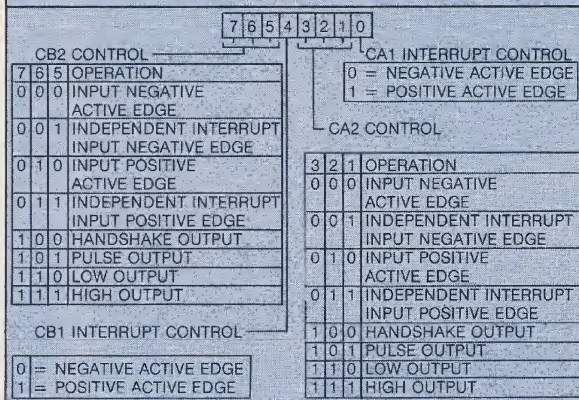 7 6 5 4 3 2 1 0
CB2 CONTROL
7 6 5 OPERATION
0 0 0 INPUT NEGATIVE
ACTIVE EDGE
0 0 1 INDEPENDENT INTERRUPT
INPUT NEGATIVE EDGE
0 1 0 INPUT POSITIVE
ACTIVE EDGE
0 1 1 INDEPENDENT INTERRUPT
INPUT POSITIVE EDGE
1 0 0 HANDSHAKE OUTPUT
1 0 1 PULSE OUTPUT
1 1 0 LOW OUTPUT
1 1 1 HIGH OUTPUT
CB1 INTERRUPT CONTROL
0 = NEGATIVE ACTIVE EDGE
1 = POSITIVE ACTIVE EDGE
CA1 INTERRUPT CONTROL
0 = NEGATIVE ACTIVE EDGE
1 = POSITIVE ACTIVE EDGE
CA2 CONTROL
3 2 1 OPERATION
0 0 0 INPUT NEGATIVE
ACTIVE EDGE
0 0 1 INDEPENDENT INTERRUPT
INPUT NEGATIVE EDGE
0 1 0 INPUT POSITIVE
ACTIVE EDGE
0 1 1 INDEPENDENT INTERRUPT
INPUT POSITIVE EDGE
1 0 0 HANDSHAKE OUTPUT
1 0 1 PULSE OUTPUT
1 1 0 LOW OUTPUT
1 1 1 HIGH OUTPUT